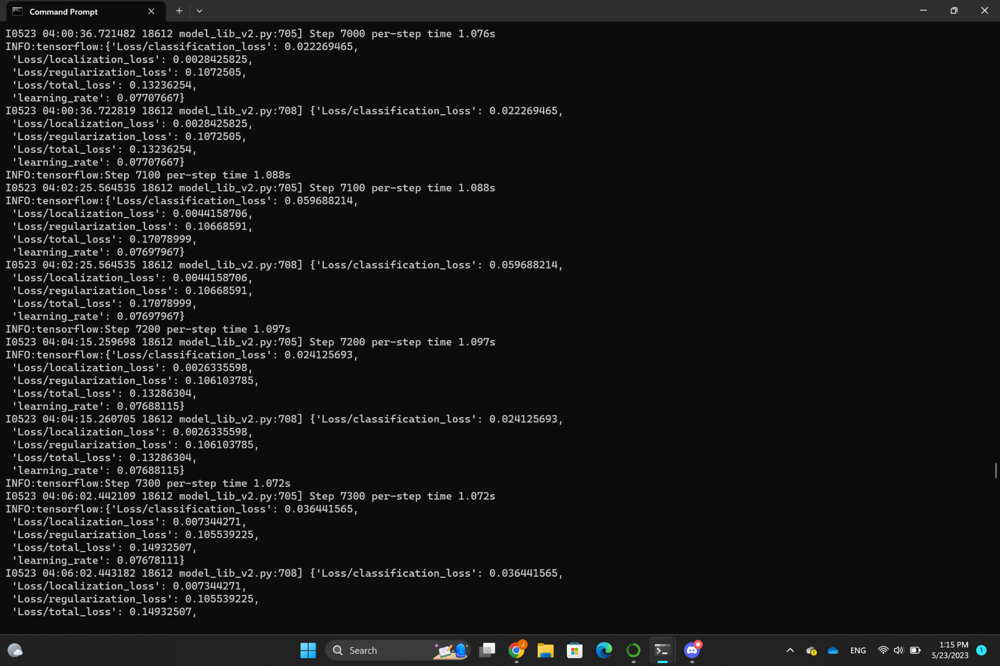 Command Prompt
I0523 04:00:36.721482 18612 model_lib_v2.py:705] Step 7000 per-step time 1.076s
INFO:tensorflow:{'Loss/classification_loss': 0.022269465,
'Loss/localization_loss': 0.0028425825,
'Loss/regularization_loss': 0.1072505,
'Loss/total_loss': 0.13236254,
'learning_rate': 0.07707667}
I0523 04:00:36.722819 18612 model_lib_v2.py:708] {'Loss/classification_loss': 0.022269465,
'Loss/localization_loss': 0.0028425825,
'Loss/regularization_loss': 0.1072505,
'Loss/total_loss': 0.13236254,
'learning_rate': 0.07707667}
INFO:tensorflow:Step 7100 per-step time 1.088s
I0523 04:02:25.564535 18612 model_lib_v2.py:705] Step 7100 per-step time 1.088s
INFO:tensorflow:{'Loss/classification_loss': 0.059688214,
'Loss/localization_loss': 0.0044158706,
'Loss/regularization_loss': 0.10668591,
'Loss/total_loss': 0.17078999,
'learning_rate': 0.07697967}
I0523 04:02:25.564535 18612 model_lib_v2.py:708] {'Loss/classification_loss': 0.059688214,
'Loss/localization_loss': 0.0044158706,
'Loss/regularization_loss': 0.10668591,
'Loss/total_loss': 0.17078999,
'learning_rate': 0.07697967}
INFO:tensorflow:Step 7200 per-step time 1.097s
I0523 04:04:15.259698 18612 model_lib_v2.py:705] Step 7200 per-step time 1.097s
INFO:tensorflow:{'Loss/classification_loss': 0.024125693,
'Loss/localization_loss': 0.0026335598,
'Loss/regularization_loss': 0.106103785,
'Loss/total_loss': 0.13286304,
'learning_rate': 0.07688115}
I0523 04:04:15.260705 18612 model_lib_v2.py:708] {'Loss/classification_loss': 0.024125693,
'Loss/localization_loss': 0.0026335598,
'Loss/regularization_loss': 0.106103785,
'Loss/total_loss': 0.13286304,
'learning_rate': 0.07688115}
INFO:tensorflow:Step 7300 per-step time 1.072s
I0523 04:06:02.442109 18612 model_lib_v2.py:705] Step 7300 per-step time 1.072s
INFO:tensorflow:{'Loss/classification_loss': 0.036441565,
'Loss/localization_loss': 0.007344271,
'Loss/regularization_loss': 0.105539225,
'Loss/total_loss': 0.14932507,
'learning_rate': 0.07678111}
I0523 04:06:02.443182 18612 model_lib_v2.py:708] {'Loss/classification_loss': 0.036441565,
'Loss/localization_loss': 0.007344271,
'Loss/regularization_loss': 0.105539225,
'Loss/total_loss': 0.14932507,
Search
J
ENG
1:15 PM
5/23/2023
1